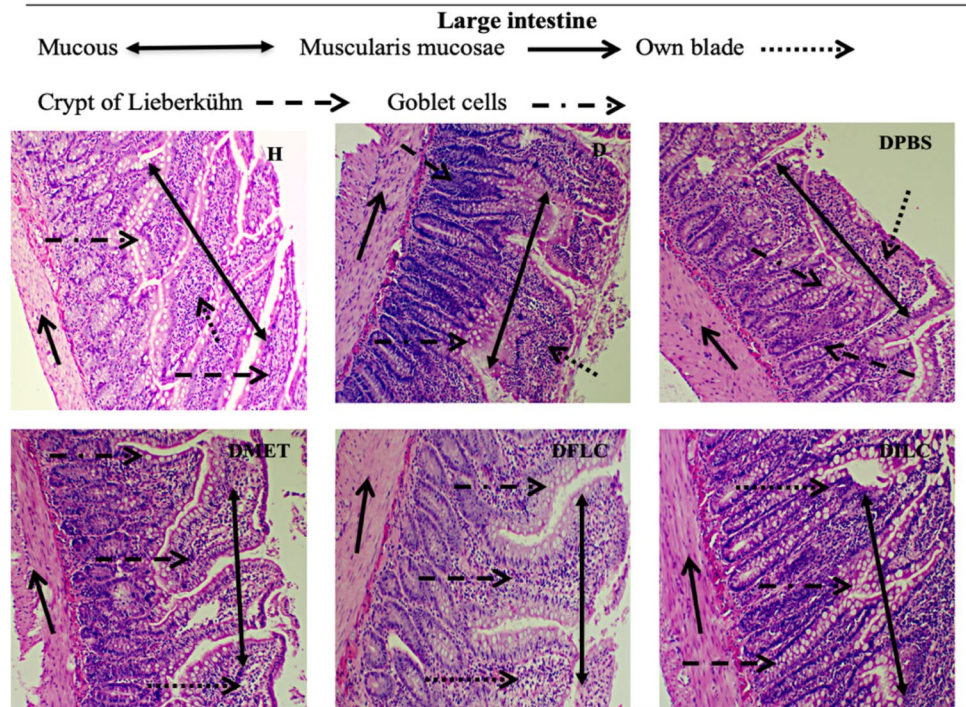 Large intestine
Mucous Muscularis mucosae Own blade
Crypt of Lieberkühn Goblet cells
H D DPBS
DMET DFLC DILC